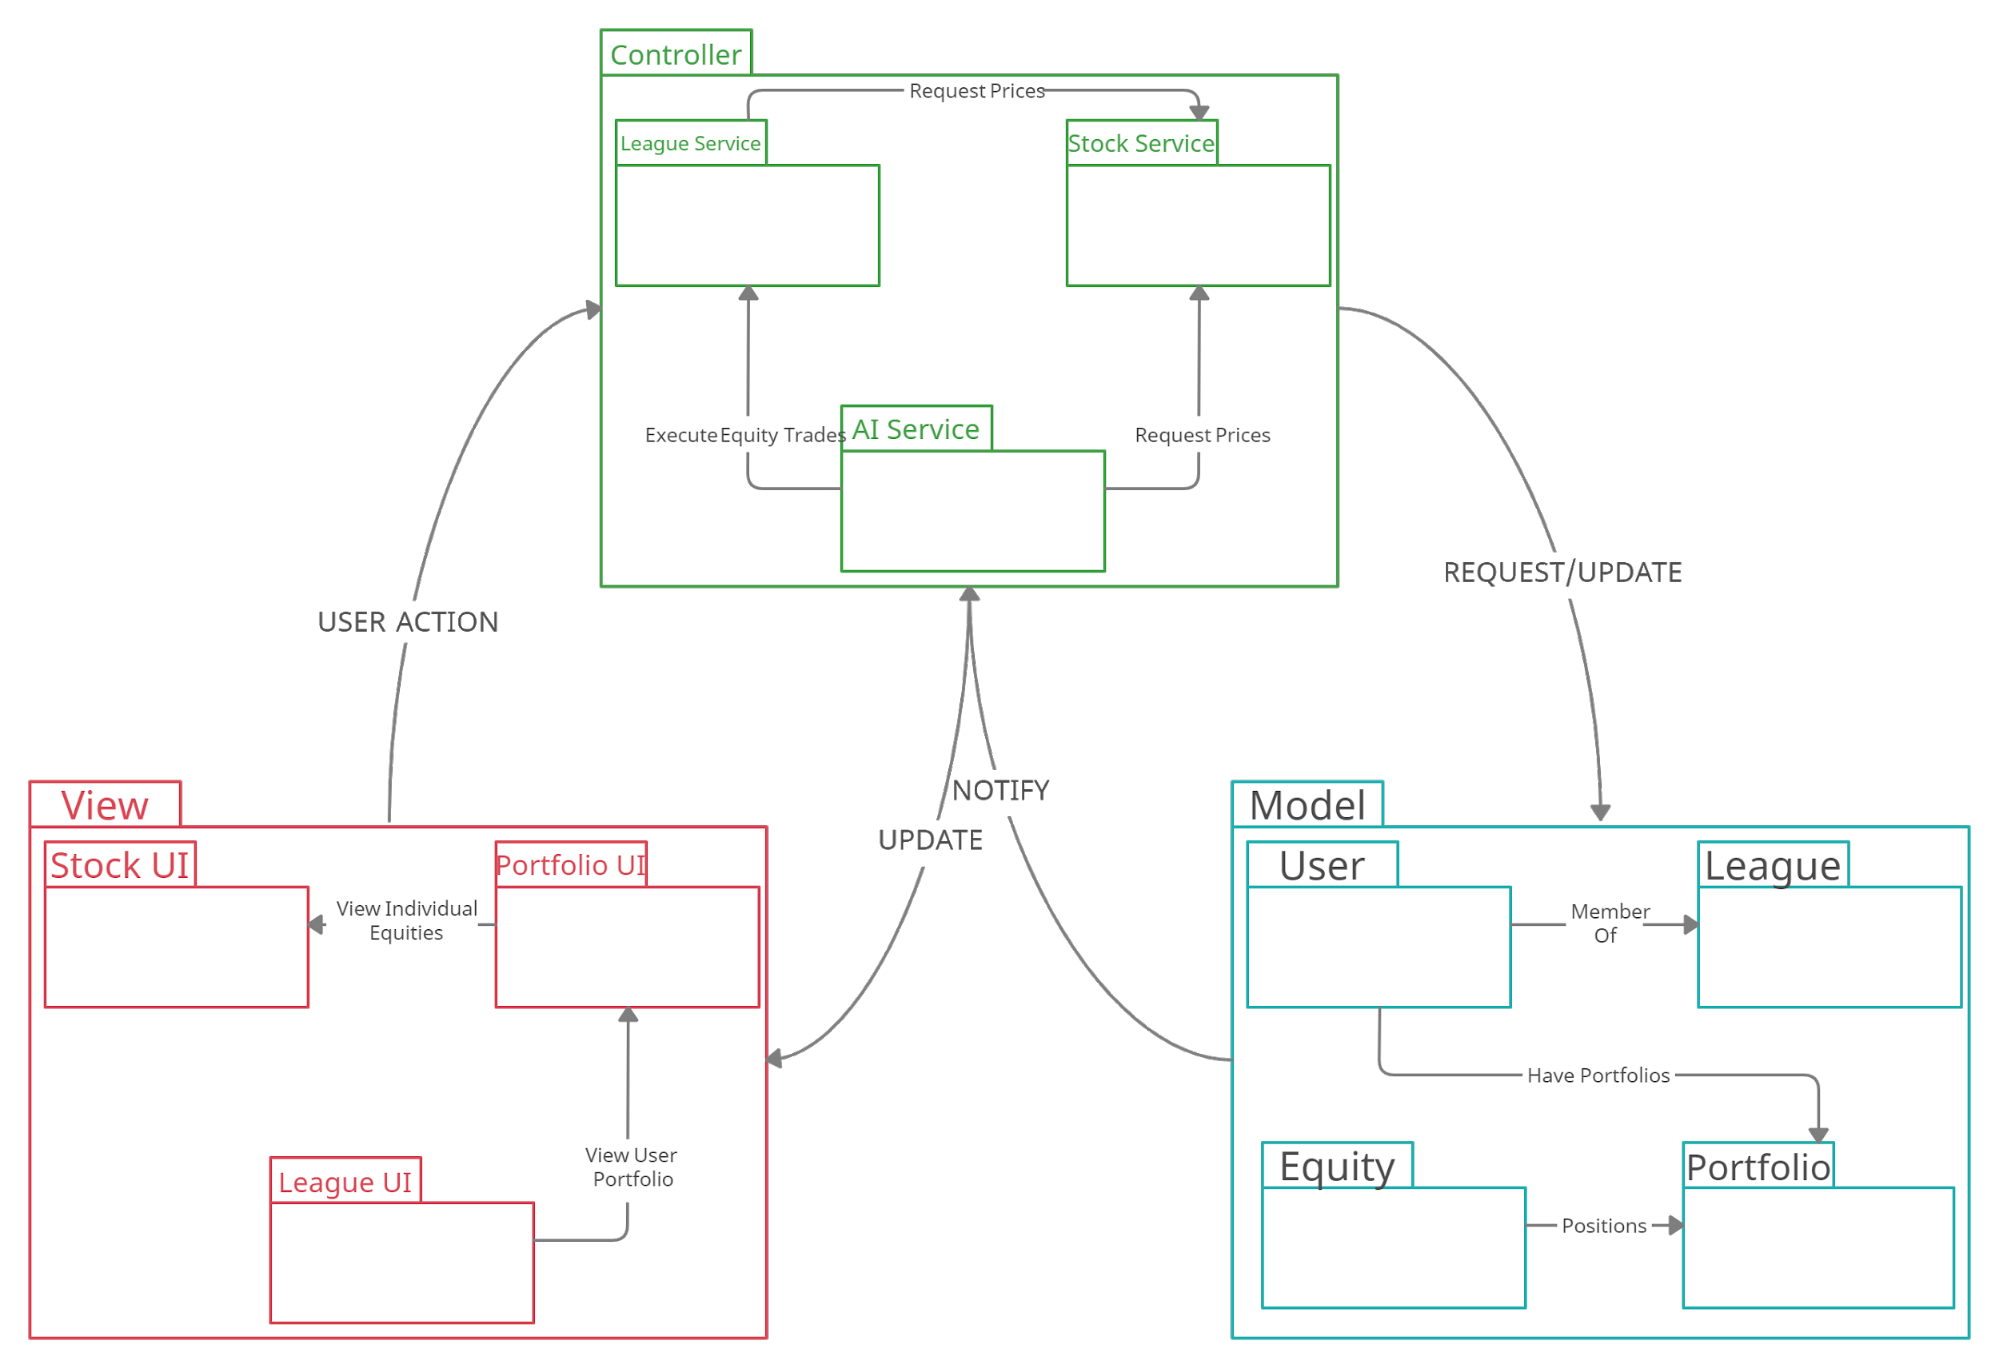 Controller
Request Prices
League Service
Stock Service
Execute Equity Trades
AI Service
Request Prices
REQUEST/UPDATE
USER ACTION
NOTIFY
UPDATE
View
Stock UI
Portfolio UI
View Individual
Equities
View User
Portfolio
League UI
Model
User
League
Member
Of
Have Portfolios
Equity
Portfolio
Positions